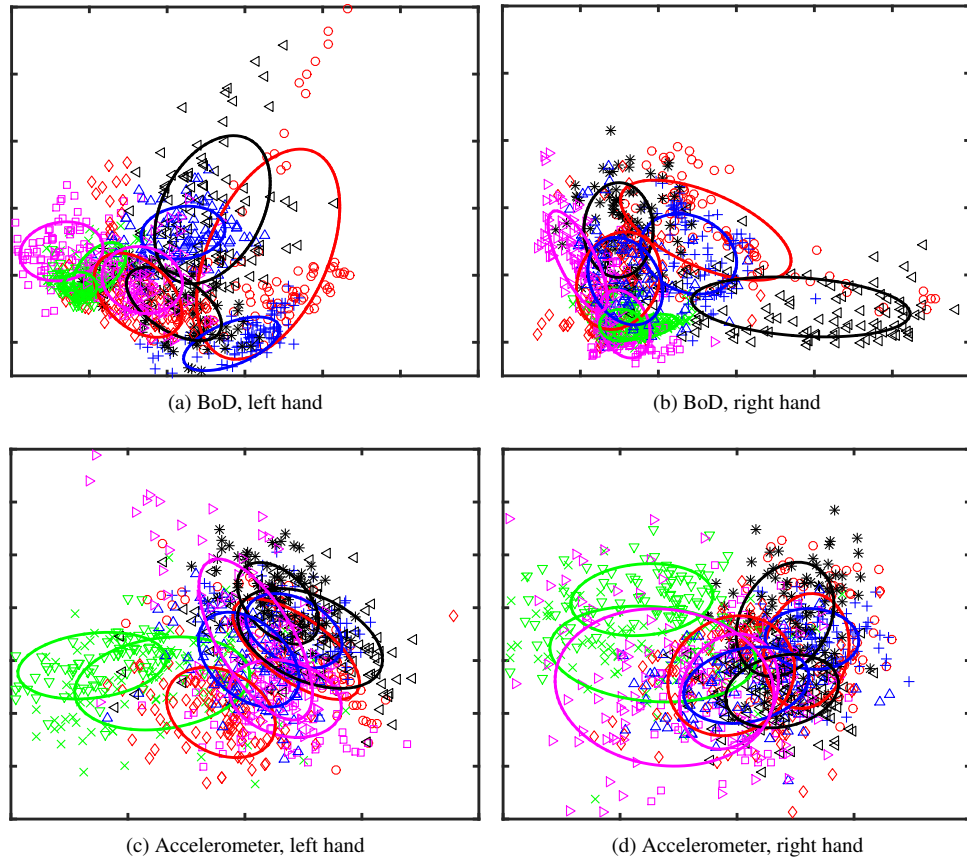 (a) BoD, left hand
(b) BoD, right hand
(c) Accelerometer, left hand
(d) Accelerometer, right hand